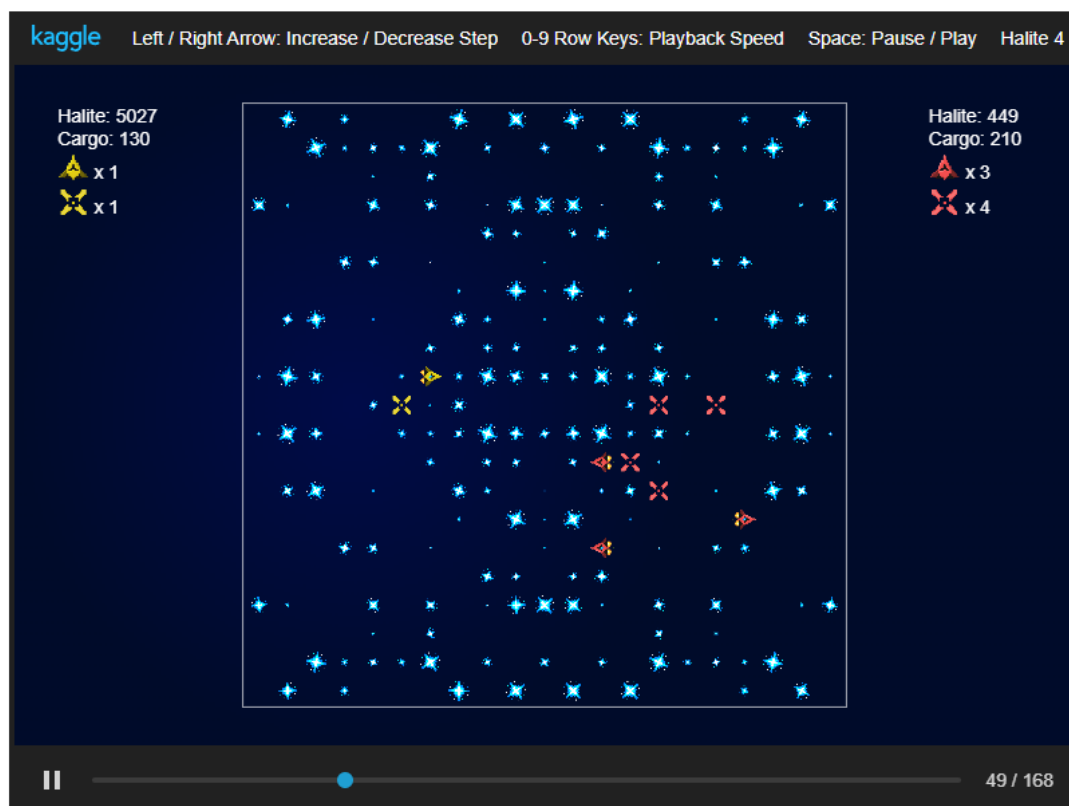 kaggle Left / Right Arrow: Increase / Decrease Step 0-9 Row Keys: Playback Speed Space: Pause / Play Halite 4
Halite: 5027
Cargo: 130
x 1
x 1
Halite: 449
Cargo: 210
x 3
x 4
49 / 168